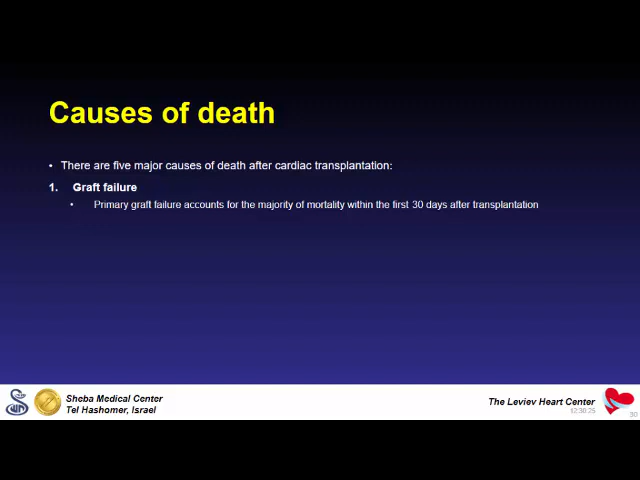 Causes of death
• There are five major causes of death after cardiac transplantation:
1. Graft failure
• Primary graft failure accounts for the majority of mortality within the first 30 days after transplantation
Sheba Medical Center
Tel Hashomer, Israel
The Leviev Heart Center
12.30.25
30